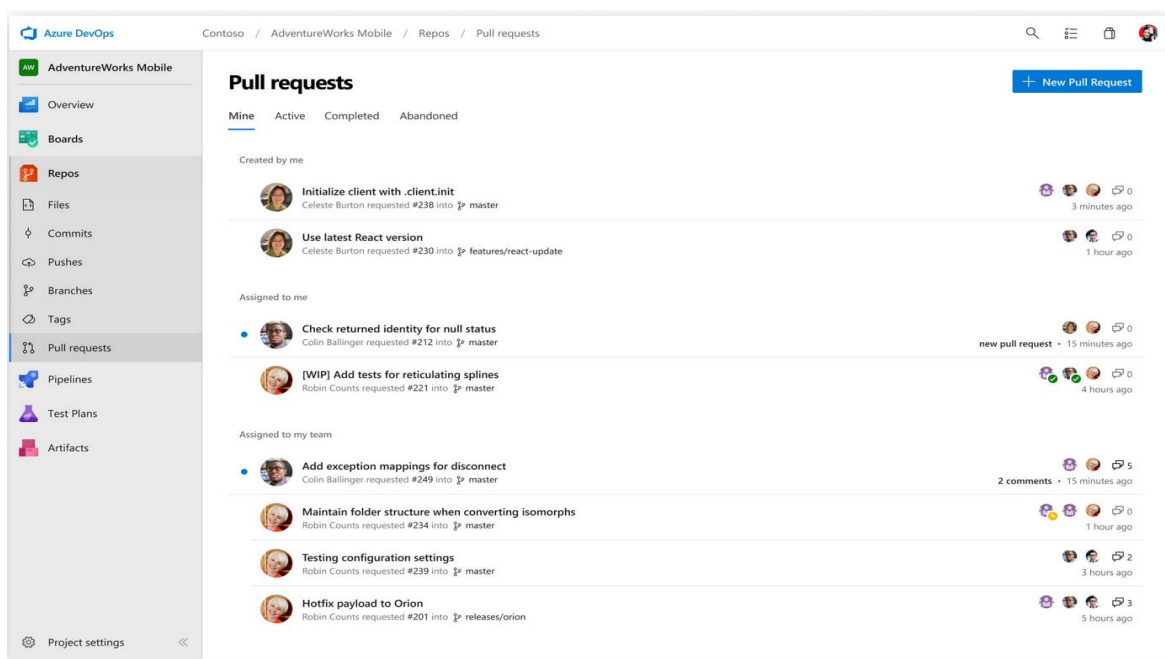 Azure DevOps
Contoso / AdventureWorks Mobile / Repos / Pull requests
AW AdventureWorks Mobile
Overview
Boards
Repos
Files
Commits
Pushes
Branches
Tags
Pull requests
Pipelines
Test Plans
Artifacts
Project settings
Pull requests
+ New Pull Request
Mine Active Completed Abandoned
Created by me
Initialize client with .client.init
Celeste Burton requested #238 into master
0
3 minutes ago
Use latest React version
Celeste Burton requested #230 into features/react-update
0
1 hour ago
Assigned to me
Check returned identity for null status
Colin Ballinger requested #212 into master
0
new pull request • 15 minutes ago
[WIP] Add tests for reticulating splines
Robin Counts requested #221 into master
0
4 hours ago
Assigned to my team
Add exception mappings for disconnect
Colin Ballinger requested #249 into master
5
2 comments • 15 minutes ago
Maintain folder structure when converting isomorphs
Robin Counts requested #234 into master
0
1 hour ago
Testing configuration settings
Robin Counts requested #239 into master
2
3 hours ago
Hotfix payload to Orion
Robin Counts requested #201 into releases/orion
3
5 hours ago